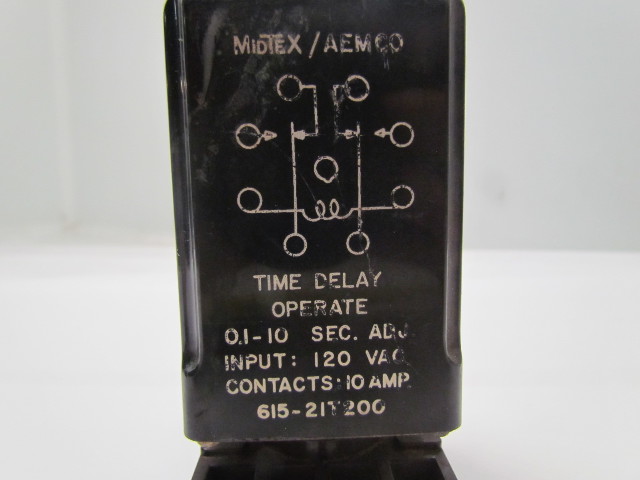 MIDTEX/AEMCO
TIME DELAY
OPERATE
0.1-10 SEC. ADJ.
INPUT: 120 VAC.
CONTACTS: 10 AMP.
615-21T200